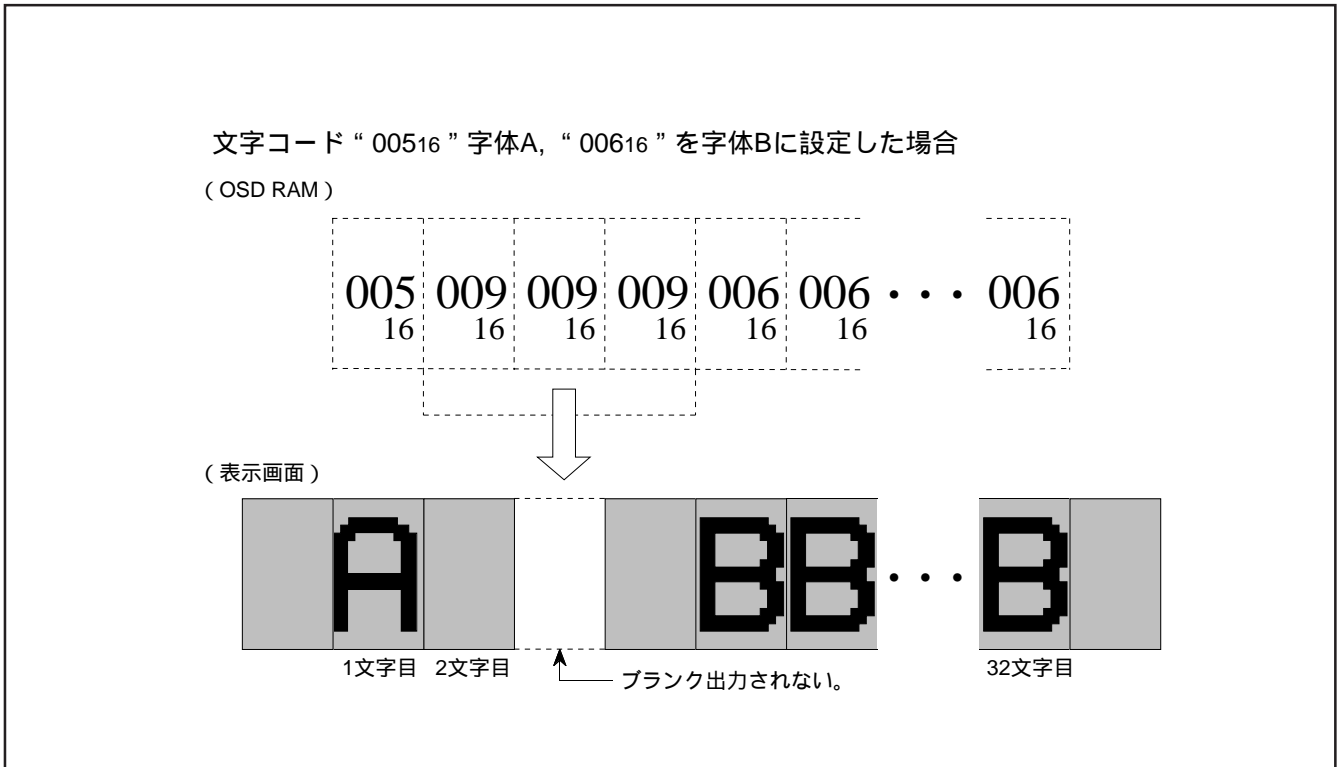 文字コード“ 00516 ”字体A,“ 00616 ”を字体Bに設定した場合
( OSD RAM )
005 009 009 009 006 006 ・・・ 006
16 16 16 16 16 16 16
( 表示画面 )
A B B ・・・ B
1文字目 2文字目 32文字目
ブランク出力されない。